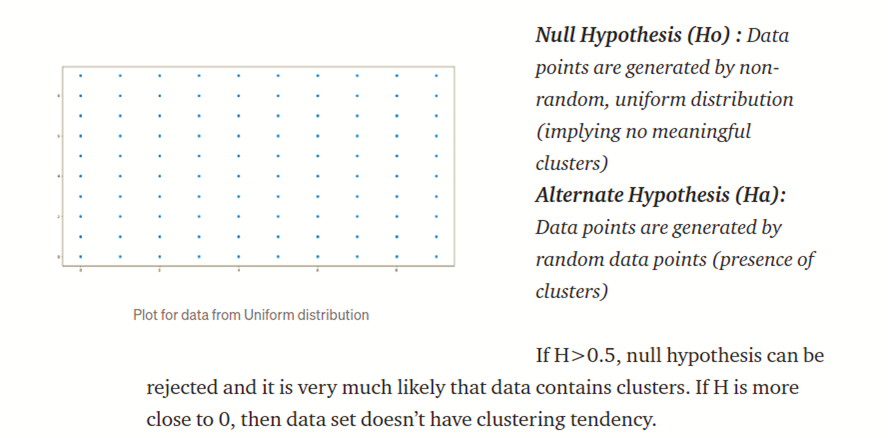 Null Hypothesis (Ho) : Data
points are generated by non-
random, uniform distribution
(implying no meaningful
clusters)
Alternate Hypothesis (Ha):
Data points are generated by
random data points (presence of
clusters)
Plot for data from Uniform distribution
If H>0.5, null hypothesis can be
rejected and it is very much likely that data contains clusters. If H is more
close to 0, then data set doesn’t have clustering tendency.